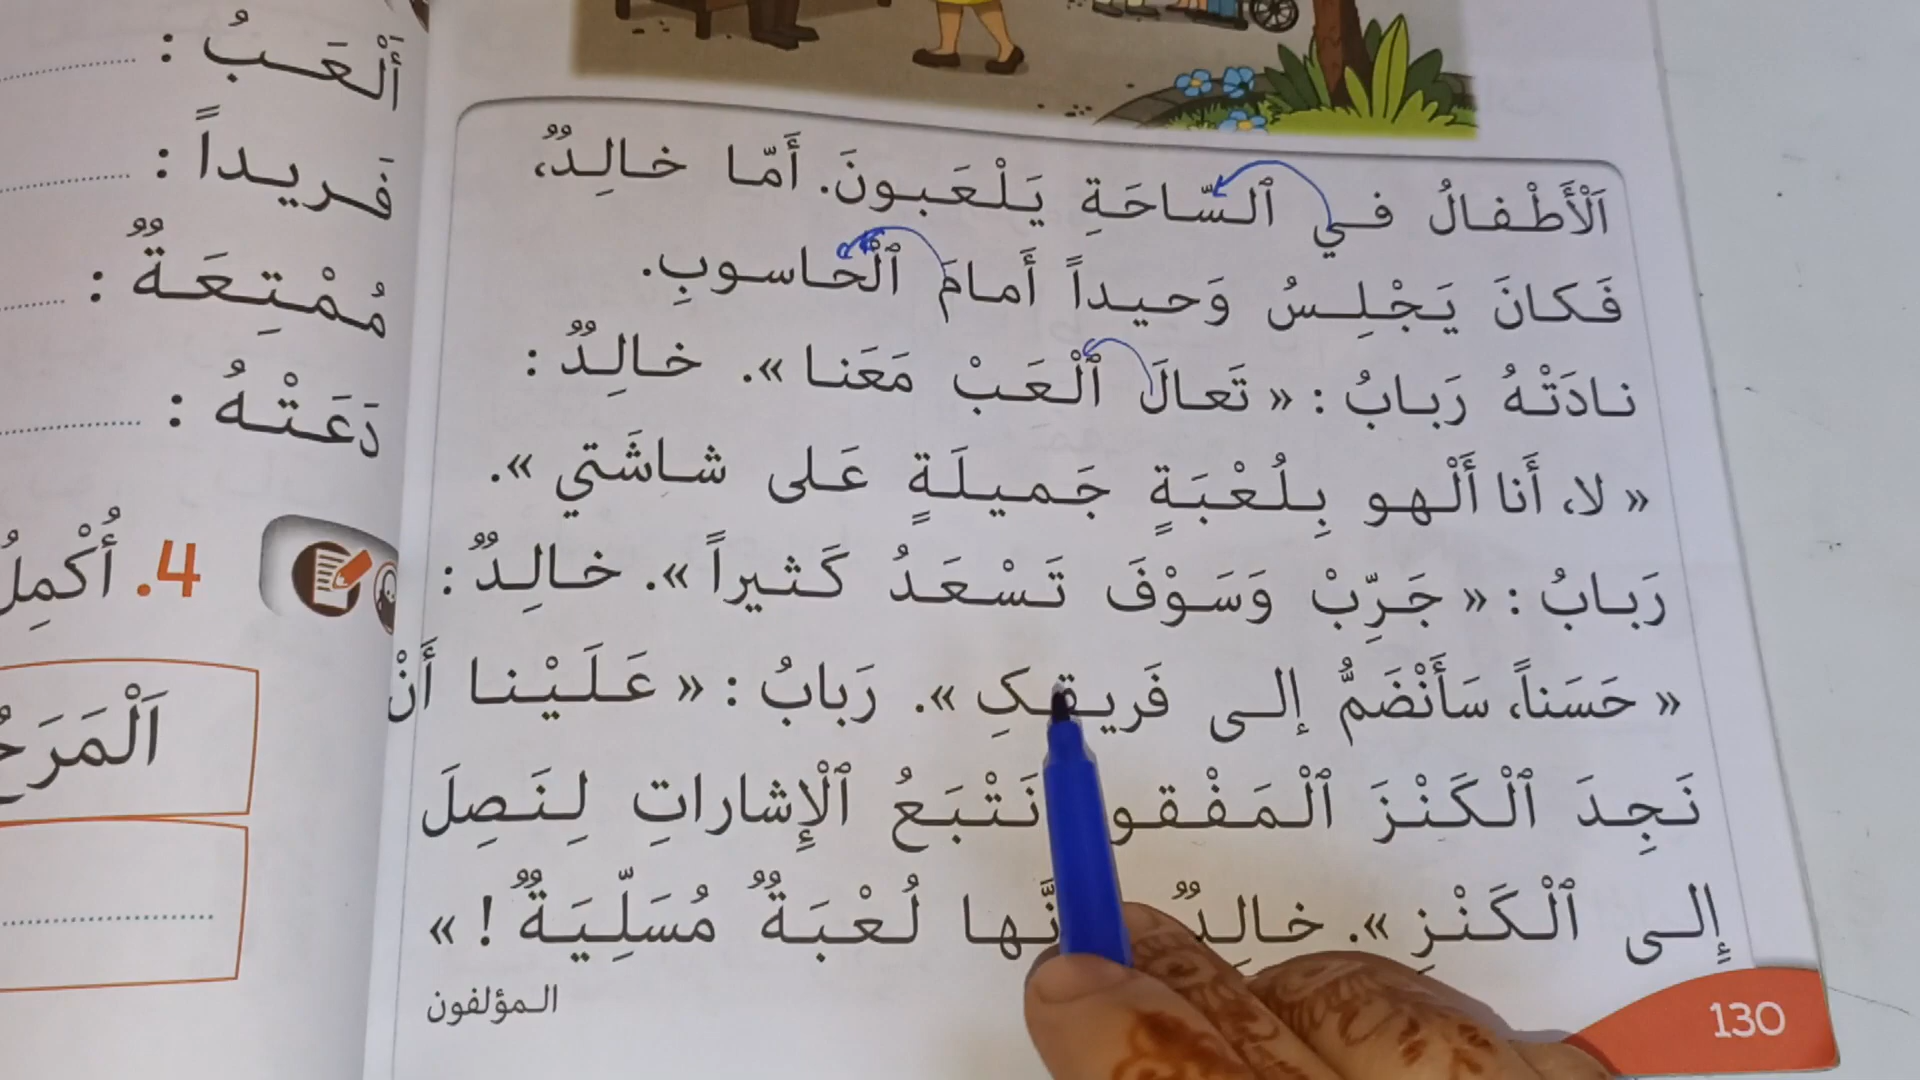 اَلْأَطْفالُ في ٱلسّاحَةِ يَلْعَبونَ. أَمّا خالِدٌ،
فَكانَ يَجْلِسُ وَحيداً أَمامَ ٱلْحاسوبِ.
نادَتْهُ رَبابُ : « تَعالَ ٱلْعَبْ مَعَنا ». خالِدٌ :
« لا، أَنا أَلْهو بِلُعْبَةٍ جَميلَةٍ عَلى شاشَتي ».
رَبابُ : « جَرِّبْ وَسَوْفَ تَسْعَدُ كَثيراً ». خالِدٌ :
« حَسَناً، سَأَنْضَمُّ إلى فَريقِكِ ». رَبابُ : « عَلَيْنا أَنْ
نَجِدَ ٱلْكَنْزَ ٱلْمَفْقو نَتْبَعُ ٱلْإِشاراتِ لِنَصِلَ
إِلى ٱلْكَنْزِ ». خالِدٌ نَّها لُعْبَةٌ مُسَلِّيَةٌ ! »
المؤلفون
130
أَلْعَبُ :
فَريداً :
مُمْتِعَةٌ :
دَعَتْهُ :
4. أُكْمِلُ